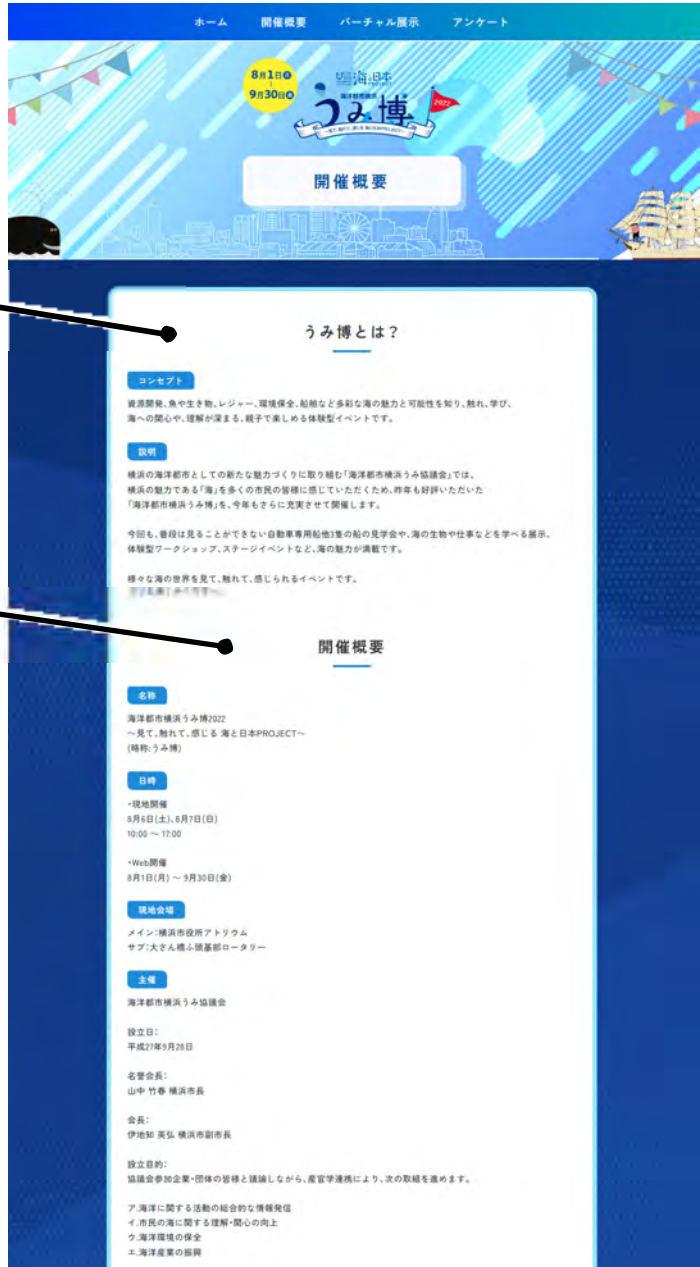 ホーム 開催概要 バーチャル展示 アンケート
8月1日月
9月30日金
海と日本
PROJECT
海洋都市横浜
うみ博
2022
～見て、触れて、感じる 海と日本PROJECT～
開催概要
うみ博とは？
コンセプト
資源開発、魚や生き物、レジャー、環境保全、船舶など多彩な海の魅力と可能性を知り、触れ、学び、
海への関心や、理解が深まる、親子で楽しめる体験型イベントです。
説明
横浜の海洋都市としての新たな魅力づくりに取り組む「海洋都市横浜うみ協議会」では、
横浜の魅力である「海」を多くの市民の皆様に感じていただくため、昨年も好評いただいた
「海洋都市横浜うみ博」を、今年もさらに充実させて開催します。
今回も、普段は見ることができない自動車専用船他3隻の船の見学会や、海の生物や仕事などを学べる展示、
体験型ワークショップ、ステージイベントなど、海の魅力が満載です。
様々な海の世界を見て、触れて、感じられるイベントです。
開催概要
名称
海洋都市横浜うみ博2022
～見て、触れて、感じる 海と日本PROJECT～
(略称:うみ博)
日時
・現地開催
8月6日(土)、8月7日(日)
10:00 ～ 17:00
・Web開催
8月1日(月) ～ 9月30日(金)
現地会場
メイン:横浜市役所アトリウム
サブ:大さん橋ふ頭基部ロータリー
主催
海洋都市横浜うみ協議会
設立日:
平成27年9月28日
名誉会長:
山中 竹春 横浜市長
会長:
伊地知 英弘 横浜市副市長
設立目的:
協議会参加企業・団体の皆様と議論しながら、産官学連携により、次の取組を進めます。
ア.海洋に関する活動の総合的な情報発信
イ.市民の海に関する理解・関心の向上
ウ.海洋環境の保全
エ.海洋産業の振興